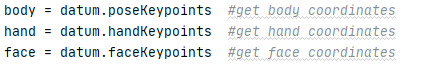 body = datum.poseKeypoints  #get body coordinates
hand = datum.handKeypoints  #get hand coordinates
face = datum.faceKeypoints  #get face coordinates